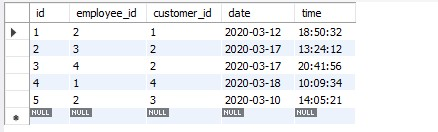 id employee_id customer_id date time
1 2 1 2020-03-12 18:50:32
2 3 2 2020-03-17 13:24:12
3 4 2 2020-03-17 20:41:56
4 1 4 2020-03-18 10:09:34
5 2 3 2020-03-10 14:05:21
NULL NULL NULL NULL NULL